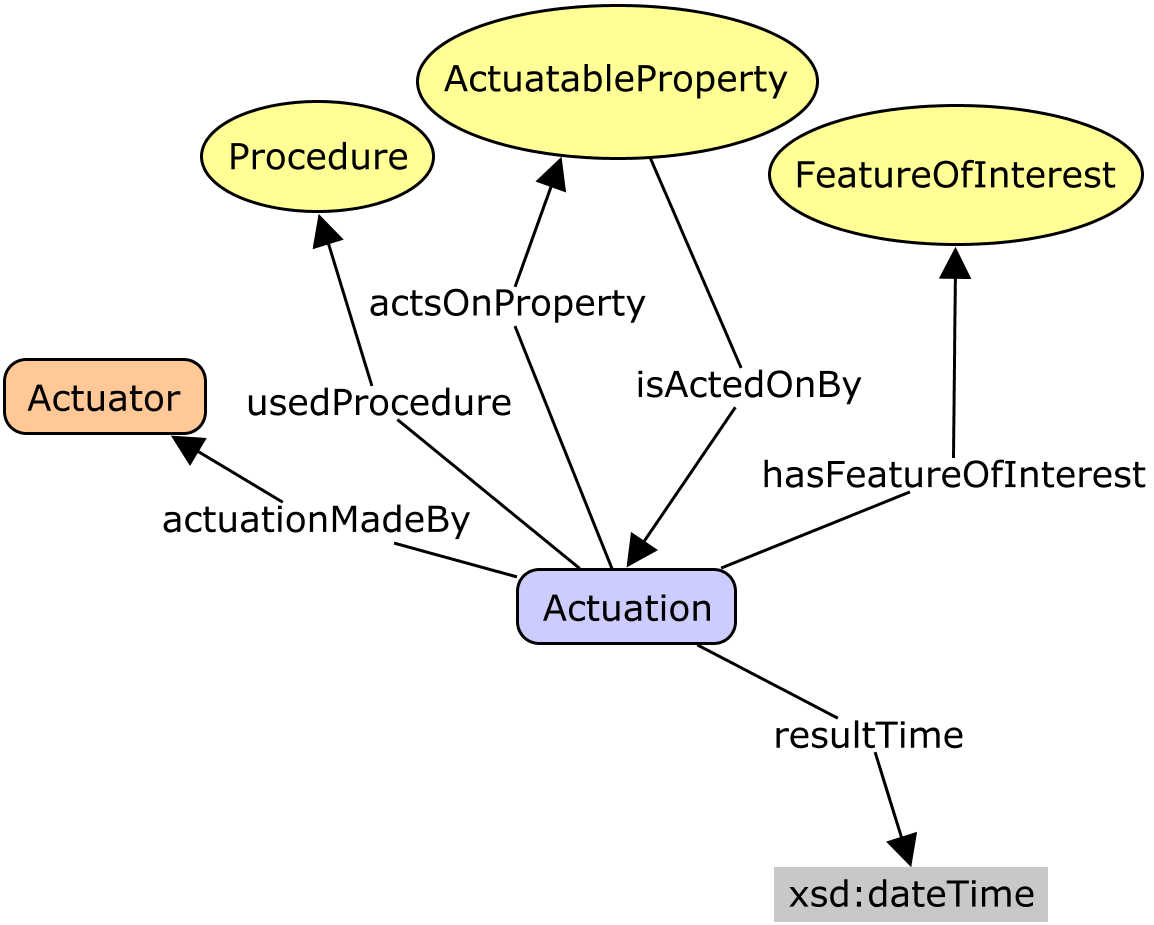 ActuatableProperty
Procedure
FeatureOfInterest
actsOnProperty
isActedOnBy
Actuator
usedProcedure
hasFeatureOfInterest
actuationMadeBy
Actuation
resultTime
xsd:dateTime